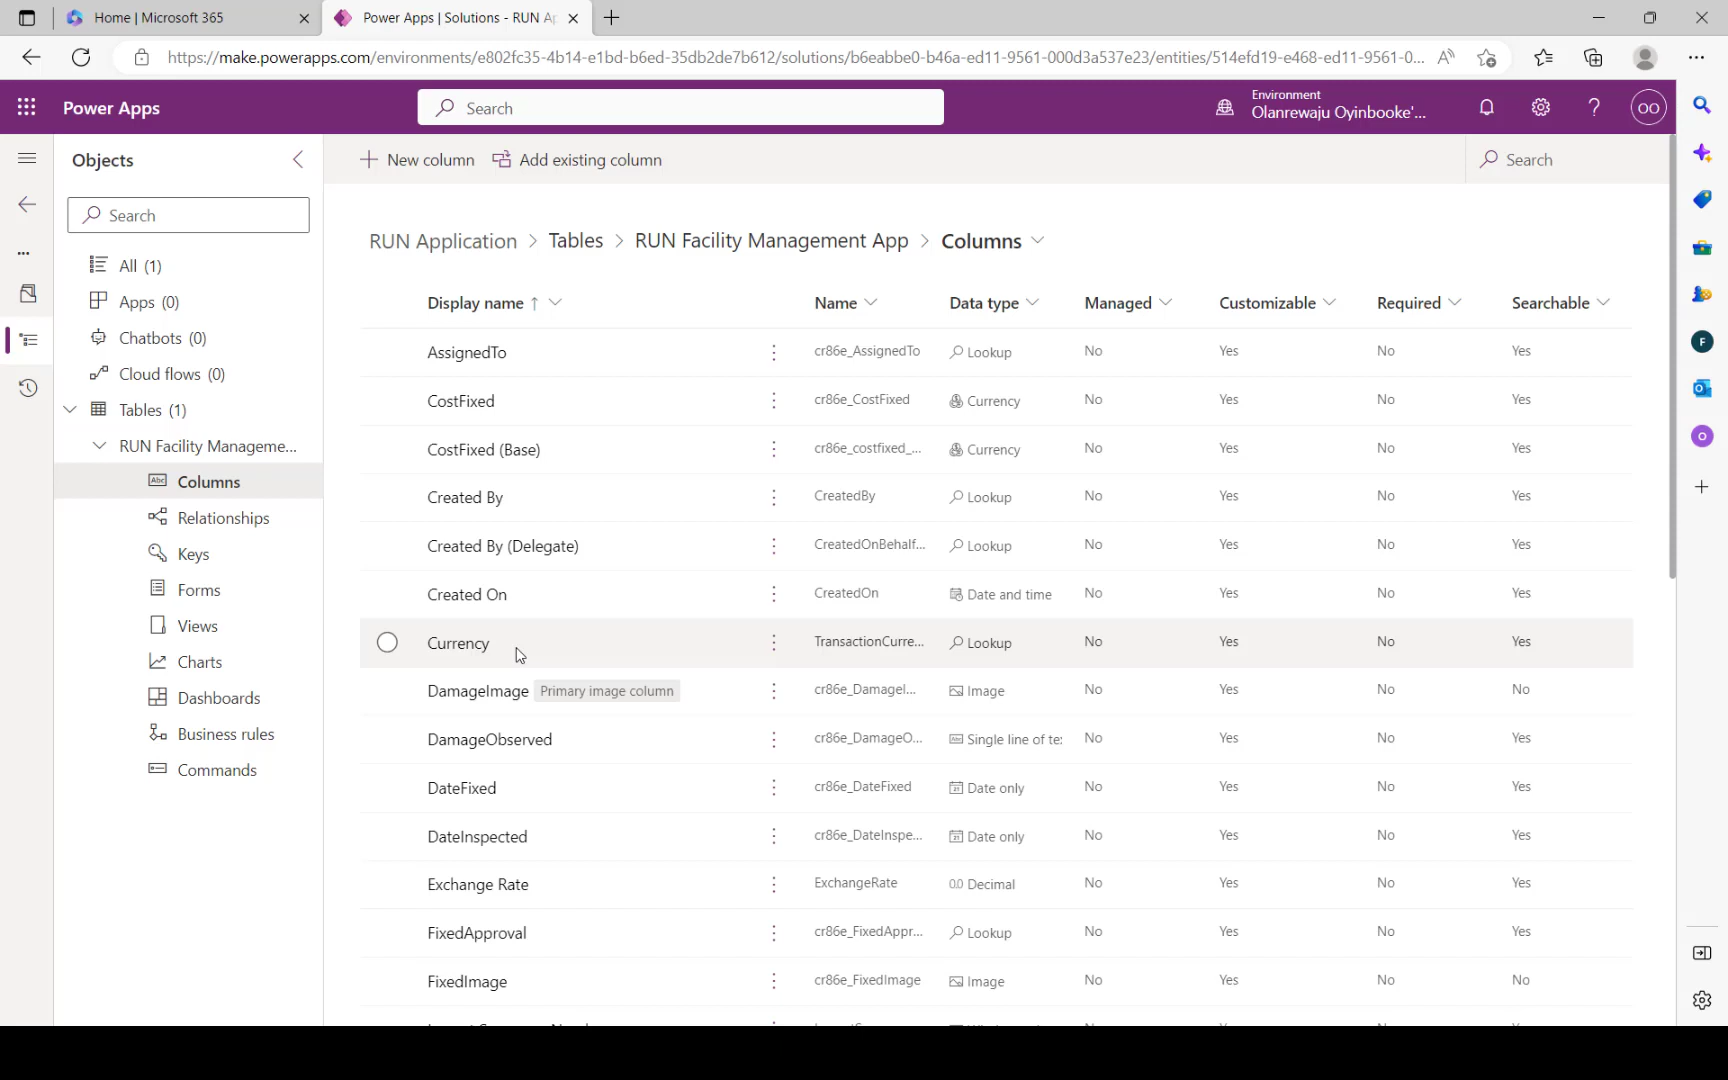 Home | Microsoft 365
Power Apps | Solutions - RUN Ap
https://make.powerapps.com/environments/e802fc35-4b14-e1bd-b6ed-35db2de7b612/solutions/b6eabbe0-b46a-ed11-9561-000d3a537e23/entities/514efd19-e468-ed11-9561-0...
Power Apps
Search
Environment
Olanrewaju Oyinbooke'...
OO
Objects
Search
All (1)
Apps (0)
Chatbots (0)
Cloud flows (0)
Tables (1)
RUN Facility Manageme...
Columns
Relationships
Keys
Forms
Views
Charts
Dashboards
Business rules
Commands
New column
Add existing column
Search
RUN Application > Tables > RUN Facility Management App > Columns
Display name ↑ Name Data type Managed Customizable Required Searchable
AssignedTo cr86e_AssignedTo Lookup No Yes No Yes
CostFixed cr86e_CostFixed Currency No Yes No Yes
CostFixed (Base) cr86e_costfixed_... Currency No Yes No Yes
Created By CreatedBy Lookup No Yes No Yes
Created By (Delegate) CreatedOnBehalf... Lookup No Yes No Yes
Created On CreatedOn Date and time No Yes No Yes
Currency TransactionCurre... Lookup No Yes No Yes
DamageImage Primary image column cr86e_DamageI... Image No Yes No No
DamageObserved cr86e_DamageO... Abc Single line of te No Yes No Yes
DateFixed cr86e_DateFixed Date only No Yes No Yes
DateInspected cr86e_DateInspe... Date only No Yes No Yes
Exchange Rate ExchangeRate 0.0 Decimal No Yes No Yes
FixedApproval cr86e_FixedAppr... Lookup No Yes No Yes
FixedImage cr86e_FixedImage Image No Yes No No
F
O